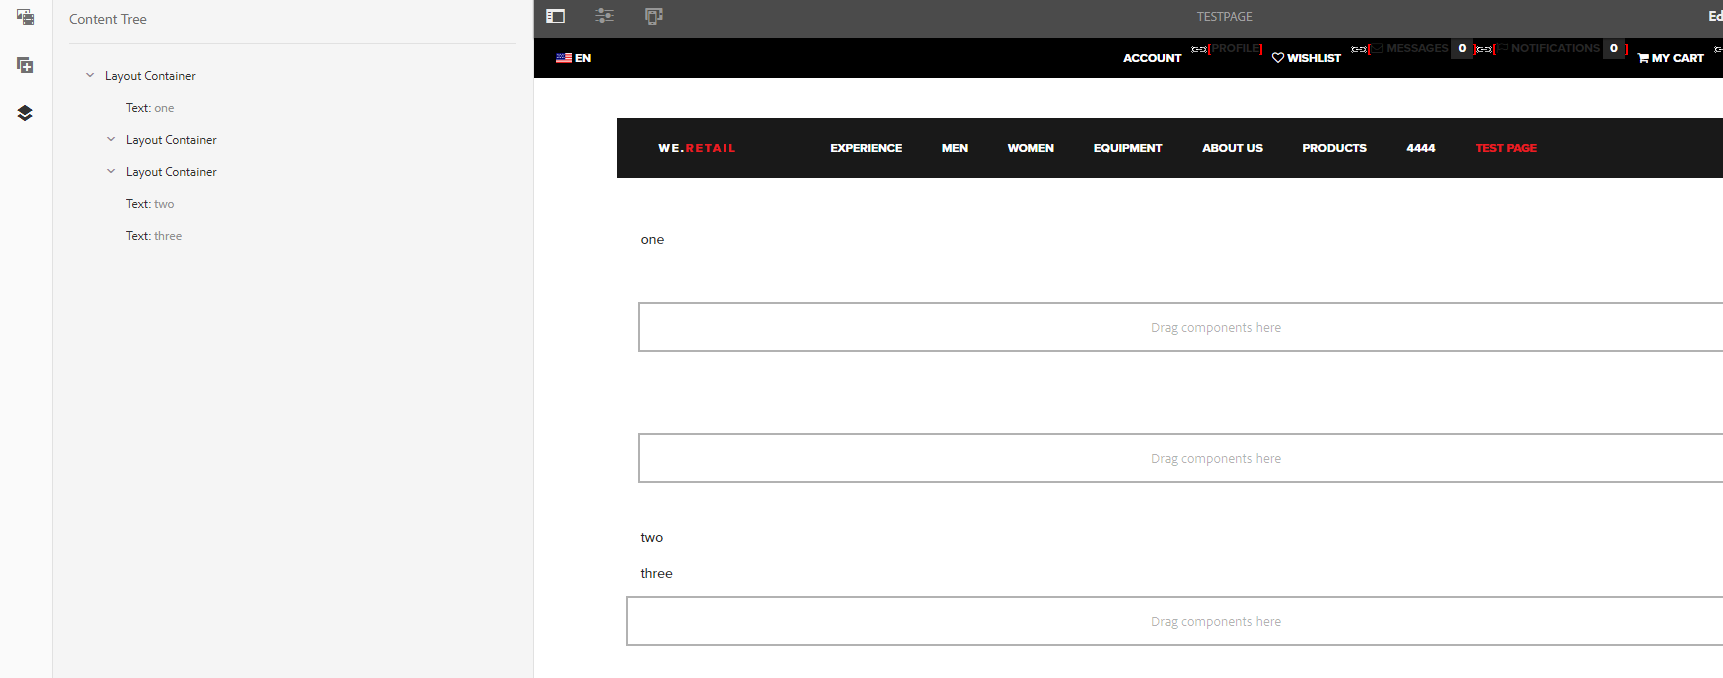 Content Tree
Layout Container
Text: one
Layout Container
Layout Container
Text: two
Text: three
TESTPAGE
Ed
EN
ACCOUNT [PROFILE] WISHLIST [ MESSAGES 0 ] [ NOTIFICATIONS 0 ] MY CART
WE.RETAIL EXPERIENCE MEN WOMEN EQUIPMENT ABOUT US PRODUCTS 4444 TEST PAGE
one
Drag components here
Drag components here
two
three
Drag components here